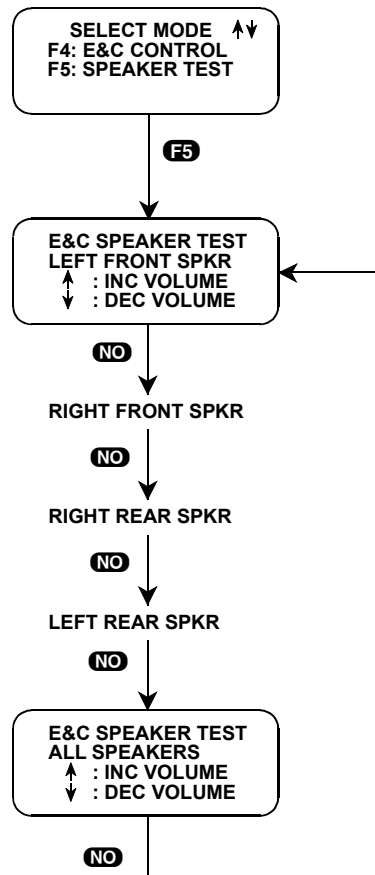 SELECT MODE ↑↓
F4: E&C CONTROL
F5: SPEAKER TEST
F5
E&C SPEAKER TEST
LEFT FRONT SPKR
↑ : INC VOLUME
↓ : DEC VOLUME
NO
RIGHT FRONT SPKR
NO
RIGHT REAR SPKR
NO
LEFT REAR SPKR
NO
E&C SPEAKER TEST
ALL SPEAKERS
↑ : INC VOLUME
↓ : DEC VOLUME
NO